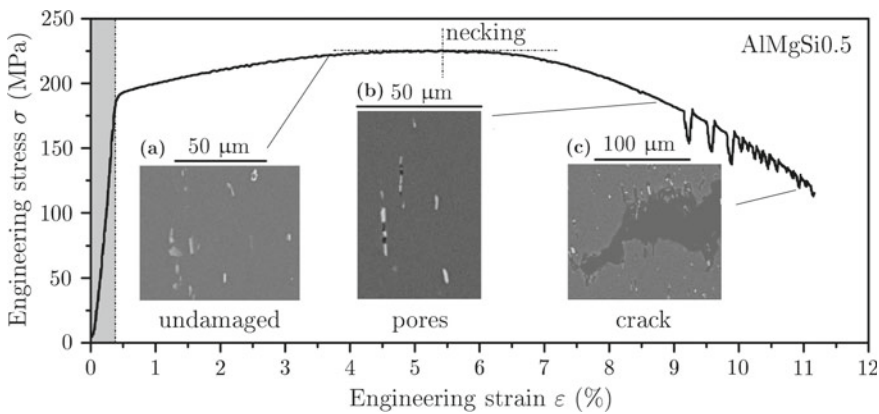 250
200
150
100
50
0
Engineering stress σ (MPa)
necking
AlMgSi0.5
(a) 50 µm
(b)
50 µm
(c) 100 µm
undamaged
pores
crack
0 1 2 3 4 5 6 7 8 9 10 11 12
Engineering strain ε (%)